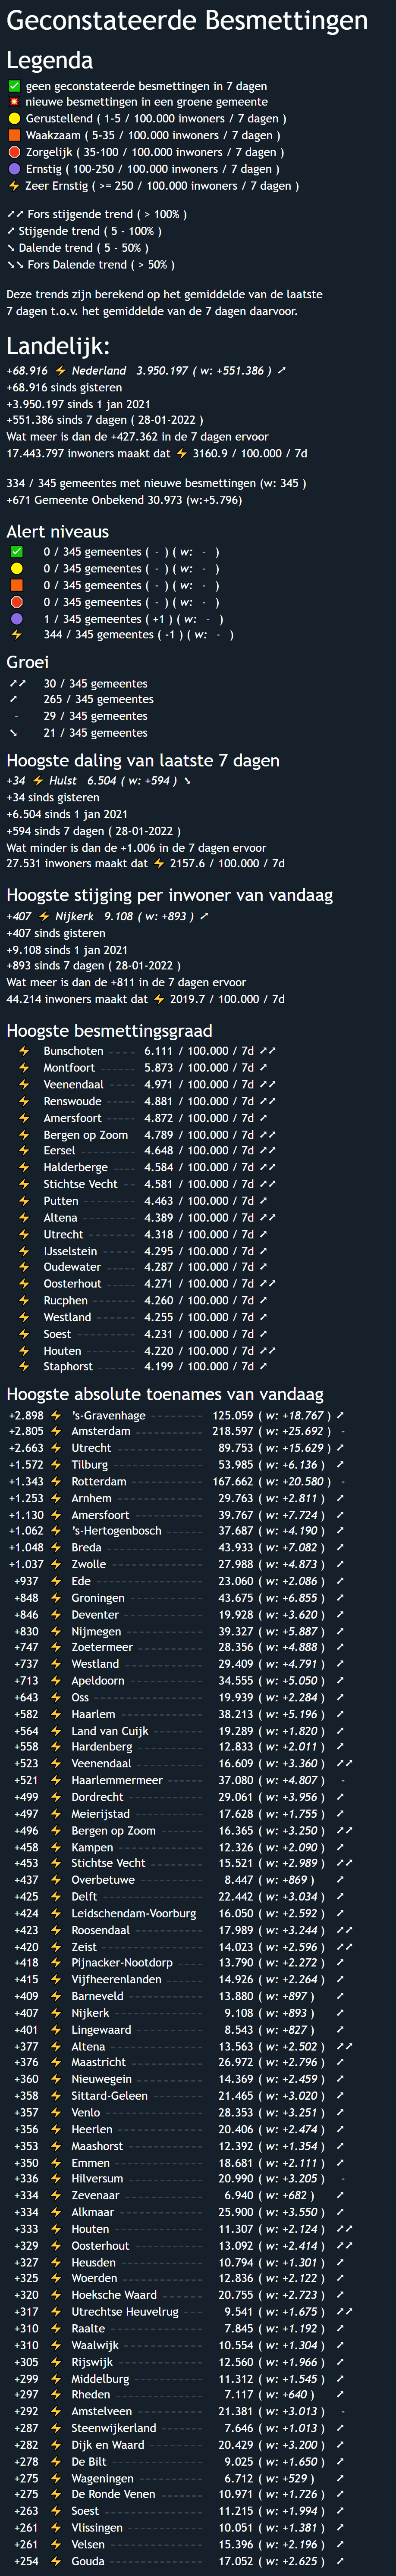 Geconstateerde Besmettingen
Legenda
✅ geen geconstateerde besmettingen in 7 dagen
💥 nieuwe besmettingen in een groene gemeente
🟡 Gerustellend ( 1-5 / 100.000 inwoners / 7 dagen )
🟧 Waakzaam ( 5-35 / 100.000 inwoners / 7 dagen )
🛑 Zorgelijk ( 35-100 / 100.000 inwoners / 7 dagen )
🟣 Ernstig ( 100-250 / 100.000 inwoners / 7 dagen )
⚡ Zeer Ernstig ( >= 250 / 100.000 inwoners / 7 dagen )
↗↗ Fors stijgende trend ( > 100% )
↗ Stijgende trend ( 5 - 100% )
↘ Dalende trend ( 5 - 50% )
↘↘ Fors Dalende trend ( > 50% )
Deze trends zijn berekend op het gemiddelde van de laatste
7 dagen t.o.v. het gemiddelde van de 7 dagen daarvoor.
Landelijk:
+68.916 ⚡ Nederland 3.950.197 ( w: +551.386 ) ↗
+68.916 sinds gisteren
+3.950.197 sinds 1 jan 2021
+551.386 sinds 7 dagen ( 28-01-2022 )
Wat meer is dan de +427.362 in de 7 dagen ervoor
17.443.797 inwoners maakt dat ⚡ 3160.9 / 100.000 / 7d
334 / 345 gemeentes met nieuwe besmettingen (w: 345 )
+671 Gemeente Onbekend 30.973 (w:+5.796)
Alert niveaus
✅ 0 / 345 gemeentes ( - ) ( w: - )
🟡 0 / 345 gemeentes ( - ) ( w: - )
🟧 0 / 345 gemeentes ( - ) ( w: - )
🛑 0 / 345 gemeentes ( - ) ( w: - )
🟣 1 / 345 gemeentes ( +1 ) ( w: - )
⚡ 344 / 345 gemeentes ( -1 ) ( w: - )
Groei
↗↗ 30 / 345 gemeentes
↗ 265 / 345 gemeentes
- 29 / 345 gemeentes
↘ 21 / 345 gemeentes
Hoogste daling van laatste 7 dagen
+34 ⚡ Hulst 6.504 ( w: +594 ) ↘
+34 sinds gisteren
+6.504 sinds 1 jan 2021
+594 sinds 7 dagen ( 28-01-2022 )
Wat minder is dan de +1.006 in de 7 dagen ervoor
27.531 inwoners maakt dat ⚡ 2157.6 / 100.000 / 7d
Hoogste stijging per inwoner van vandaag
+407 ⚡ Nijkerk 9.108 ( w: +893 ) ↗
+407 sinds gisteren
+9.108 sinds 1 jan 2021
+893 sinds 7 dagen ( 28-01-2022 )
Wat meer is dan de +811 in de 7 dagen ervoor
44.214 inwoners maakt dat ⚡ 2019.7 / 100.000 / 7d
Hoogste besmettingsgraad
⚡ Bunschoten ---- 6.111 / 100.000 / 7d ↗↗
⚡ Montfoort ------ 5.873 / 100.000 / 7d ↗
⚡ Veenendaal ---- 4.971 / 100.000 / 7d ↗↗
⚡ Renswoude ---- 4.881 / 100.000 / 7d ↗↗
⚡ Amersfoort ---- 4.872 / 100.000 / 7d ↗
⚡ Bergen op Zoom 4.789 / 100.000 / 7d ↗↗
⚡ Eersel --------- 4.648 / 100.000 / 7d ↗↗
⚡ Halderberge --- 4.584 / 100.000 / 7d ↗↗
⚡ Stichtse Vecht -- 4.581 / 100.000 / 7d ↗↗
⚡ Putten -------- 4.463 / 100.000 / 7d ↗
⚡ Altena -------- 4.389 / 100.000 / 7d ↗↗
⚡ Utrecht ------- 4.318 / 100.000 / 7d ↗
⚡ IJsselstein ----- 4.295 / 100.000 / 7d ↗
⚡ Oudewater ---- 4.287 / 100.000 / 7d ↗
⚡ Oosterhout ---- 4.271 / 100.000 / 7d ↗↗
⚡ Rucphen ------ 4.260 / 100.000 / 7d ↗
⚡ Westland ------ 4.255 / 100.000 / 7d ↗
⚡ Soest --------- 4.231 / 100.000 / 7d ↗
⚡ Houten ------- 4.220 / 100.000 / 7d ↗↗
⚡ Staphorst ------ 4.199 / 100.000 / 7d ↗
Hoogste absolute toenames van vandaag
+2.898 ⚡ 's-Gravenhage -------- 125.059 ( w: +18.767 ) ↗
+2.805 ⚡ Amsterdam ---------- 218.597 ( w: +25.692 ) -
+2.663 ⚡ Utrecht ------------- 89.753 ( w: +15.629 ) ↗
+1.572 ⚡ Tilburg ------------- 53.985 ( w: +6.136 ) ↗
+1.343 ⚡ Rotterdam ---------- 167.662 ( w: +20.580 ) -
+1.253 ⚡ Arnhem ------------ 29.763 ( w: +2.811 ) ↗
+1.130 ⚡ Amersfoort --------- 39.767 ( w: +7.724 ) ↗
+1.062 ⚡ 's-Hertogenbosch ----- 37.687 ( w: +4.190 ) ↗
+1.048 ⚡ Breda -------------- 43.933 ( w: +7.082 ) ↗
+1.037 ⚡ Zwolle ------------- 27.988 ( w: +4.873 ) ↗
+937 ⚡ Ede ---------------- 23.060 ( w: +2.086 ) ↗
+848 ⚡ Groningen ---------- 43.675 ( w: +6.855 ) ↗
+846 ⚡ Deventer ----------- 19.928 ( w: +3.620 ) ↗
+830 ⚡ Nijmegen ----------- 39.327 ( w: +5.887 ) ↗
+747 ⚡ Zoetermeer --------- 28.356 ( w: +4.888 ) ↗
+737 ⚡ Westland ----------- 29.409 ( w: +4.791 ) ↗
+713 ⚡ Apeldoorn ---------- 34.555 ( w: +5.050 ) ↗
+643 ⚡ Oss ---------------- 19.939 ( w: +2.284 ) ↗
+582 ⚡ Haarlem ------------ 38.213 ( w: +5.196 ) ↗
+564 ⚡ Land van Cuijk ------- 19.289 ( w: +1.820 ) ↗
+558 ⚡ Hardenberg --------- 12.833 ( w: +2.011 ) ↗
+523 ⚡ Veenendaal --------- 16.609 ( w: +3.360 ) ↗↗
+521 ⚡ Haarlemmermeer ----- 37.080 ( w: +4.807 ) -
+499 ⚡ Dordrecht ---------- 29.061 ( w: +3.956 ) ↗
+497 ⚡ Meierijstad --------- 17.628 ( w: +1.755 ) ↗
+496 ⚡ Bergen op Zoom ------ 16.365 ( w: +3.250 ) ↗↗
+458 ⚡ Kampen ------------ 12.326 ( w: +2.090 ) ↗
+453 ⚡ Stichtse Vecht ------- 15.521 ( w: +2.989 ) ↗↗
+437 ⚡ Overbetuwe --------- 8.447 ( w: +869 ) ↗
+425 ⚡ Delft --------------- 22.442 ( w: +3.034 ) ↗
+424 ⚡ Leidschendam-Voorburg 16.050 ( w: +2.592 ) ↗
+423 ⚡ Roosendaal --------- 17.989 ( w: +3.244 ) ↗↗
+420 ⚡ Zeist --------------- 14.023 ( w: +2.596 ) ↗↗
+418 ⚡ Pijnacker-Nootdorp --- 13.790 ( w: +2.272 ) ↗
+415 ⚡ Vijfheerenlanden ----- 14.926 ( w: +2.264 ) ↗
+409 ⚡ Barneveld ---------- 13.880 ( w: +897 ) ↗
+407 ⚡ Nijkerk ------------- 9.108 ( w: +893 ) ↗
+401 ⚡ Lingewaard --------- 8.543 ( w: +827 ) ↗
+377 ⚡ Altena ------------- 13.563 ( w: +2.502 ) ↗↗
+376 ⚡ Maastricht ---------- 26.972 ( w: +2.796 ) ↗
+360 ⚡ Nieuwegein --------- 14.369 ( w: +2.459 ) ↗
+358 ⚡ Sittard-Geleen ------- 21.465 ( w: +3.020 ) ↗
+357 ⚡ Venlo -------------- 28.353 ( w: +3.251 ) ↗
+356 ⚡ Heerlen ------------ 20.406 ( w: +2.474 ) ↗
+353 ⚡ Maashorst ---------- 12.392 ( w: +1.354 ) ↗
+350 ⚡ Emmen ------------- 18.681 ( w: +2.111 ) ↗
+336 ⚡ Hilversum ---------- 20.990 ( w: +3.205 ) -
+334 ⚡ Zevenaar ----------- 6.940 ( w: +682 ) ↗
+334 ⚡ Alkmaar ------------ 25.900 ( w: +3.550 ) ↗
+333 ⚡ Houten ------------- 11.307 ( w: +2.124 ) ↗↗
+329 ⚡ Oosterhout --------- 13.092 ( w: +2.414 ) ↗↗
+327 ⚡ Heusden ------------ 10.794 ( w: +1.301 ) ↗
+325 ⚡ Woerden ------------ 12.836 ( w: +2.122 ) ↗
+320 ⚡ Hoeksche Waard ------ 20.755 ( w: +2.723 ) ↗
+317 ⚡ Utrechtse Heuvelrug --- 9.541 ( w: +1.675 ) ↗↗
+310 ⚡ Raalte ------------- 7.845 ( w: +1.192 ) ↗
+310 ⚡ Waalwijk ----------- 10.554 ( w: +1.304 ) ↗
+305 ⚡ Rijswijk ------------ 12.560 ( w: +1.966 ) ↗
+299 ⚡ Middelburg --------- 11.312 ( w: +1.545 ) ↗
+297 ⚡ Rheden ------------ 7.117 ( w: +640 ) ↗
+292 ⚡ Amstelveen --------- 21.381 ( w: +3.013 ) -
+287 ⚡ Steenwijkerland ------ 7.646 ( w: +1.013 ) ↗
+282 ⚡ Dijk en Waard ------- 20.429 ( w: +3.200 ) ↗
+278 ⚡ De Bilt ------------- 9.025 ( w: +1.650 ) ↗
+275 ⚡ Wageningen --------- 6.712 ( w: +529 ) ↗
+275 ⚡ De Ronde Venen ------ 10.971 ( w: +1.726 ) ↗
+263 ⚡ Soest -------------- 11.215 ( w: +1.994 ) ↗
+261 ⚡ Vlissingen ---------- 10.051 ( w: +1.381 ) ↗
+261 ⚡ Velsen ------------- 15.396 ( w: +2.196 ) ↗
+254 ⚡ Gouda ------------- 17.052 ( w: +2.625 ) ↗